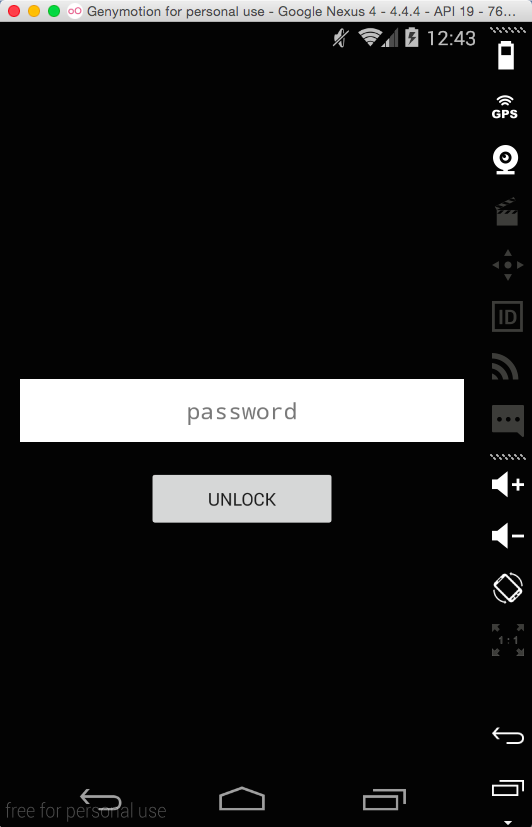 Genymotion for personal use - Google Nexus 4 - 4.4.4 - API 19 - 76...
12:43
GPS
ID
password
UNLOCK
1:1
free for personal use